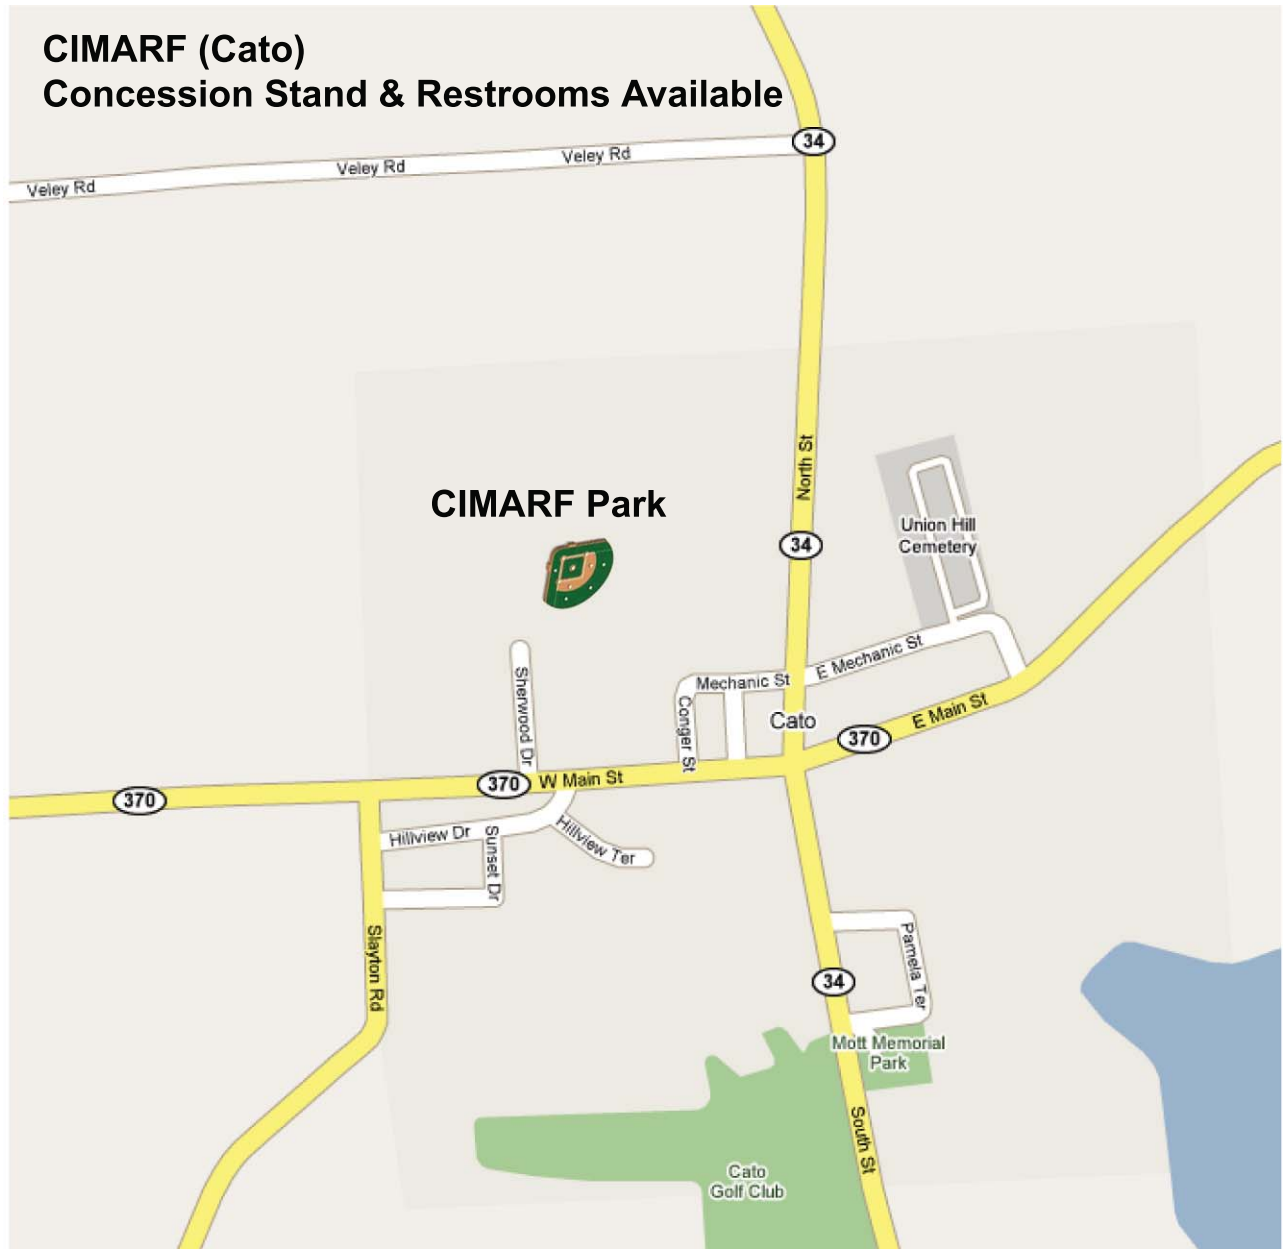 CIMARF (Cato)
Concession Stand & Restrooms Available
34
Veley Rd
Veley Rd
Veley Rd
North St
CIMARF Park
34
Union Hill
Cemetery
E Mechanic St
Mechanic St
Sherwood Dr
Conger St
Cato
E Main St
370
W Main St
370
370
Hillview Dr
Sunset Dr
Hillview Ter
Slayton Rd
Pamela Ter
34
Mott Memorial
Park
South St
Cato
Golf Club